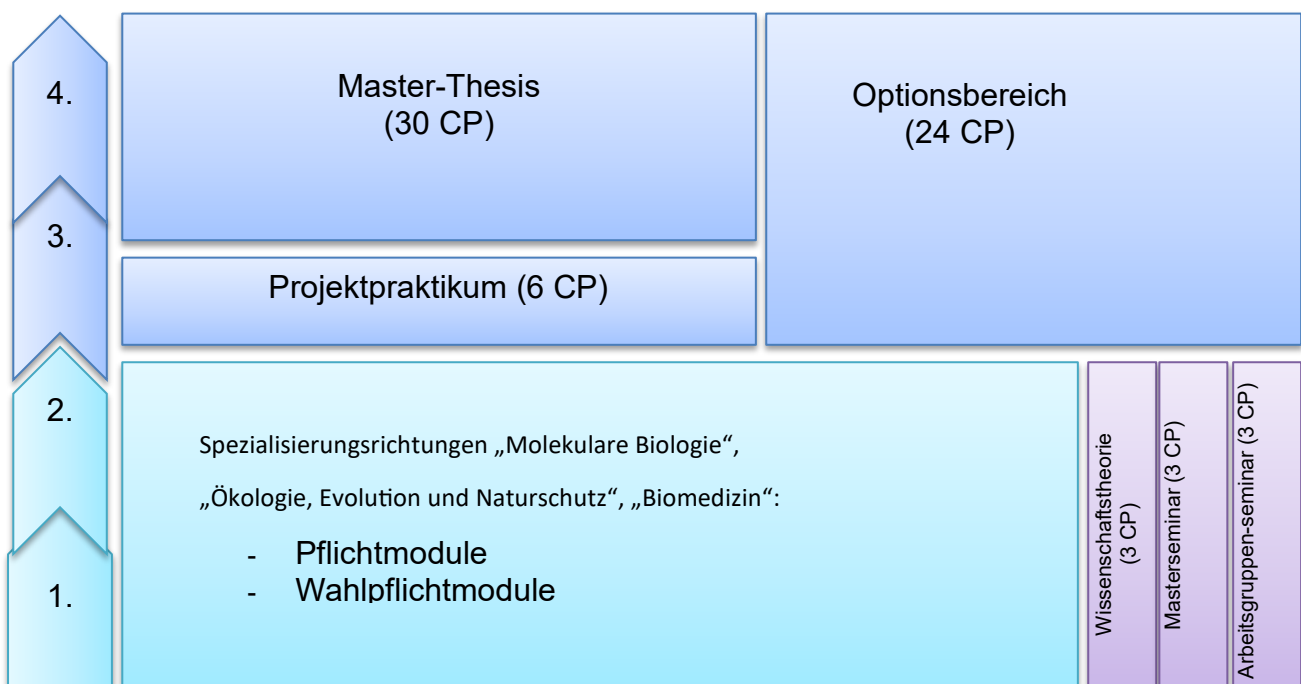 4.
Master-Thesis
(30 CP)
Optionsbereich
(24 CP)
3.
Projektpraktikum (6 CP)
2.
Spezialisierungsrichtungen „Molekulare Biologie“,
„Ökologie, Evolution und Naturschutz“, „Biomedizin“:
- Pflichtmodule
- Wahlpflichtmodule
1.
Wissenschaftstheorie
(3 CP)
Masterseminar (3 CP)
Arbeitsgruppen-seminar (3 CP)